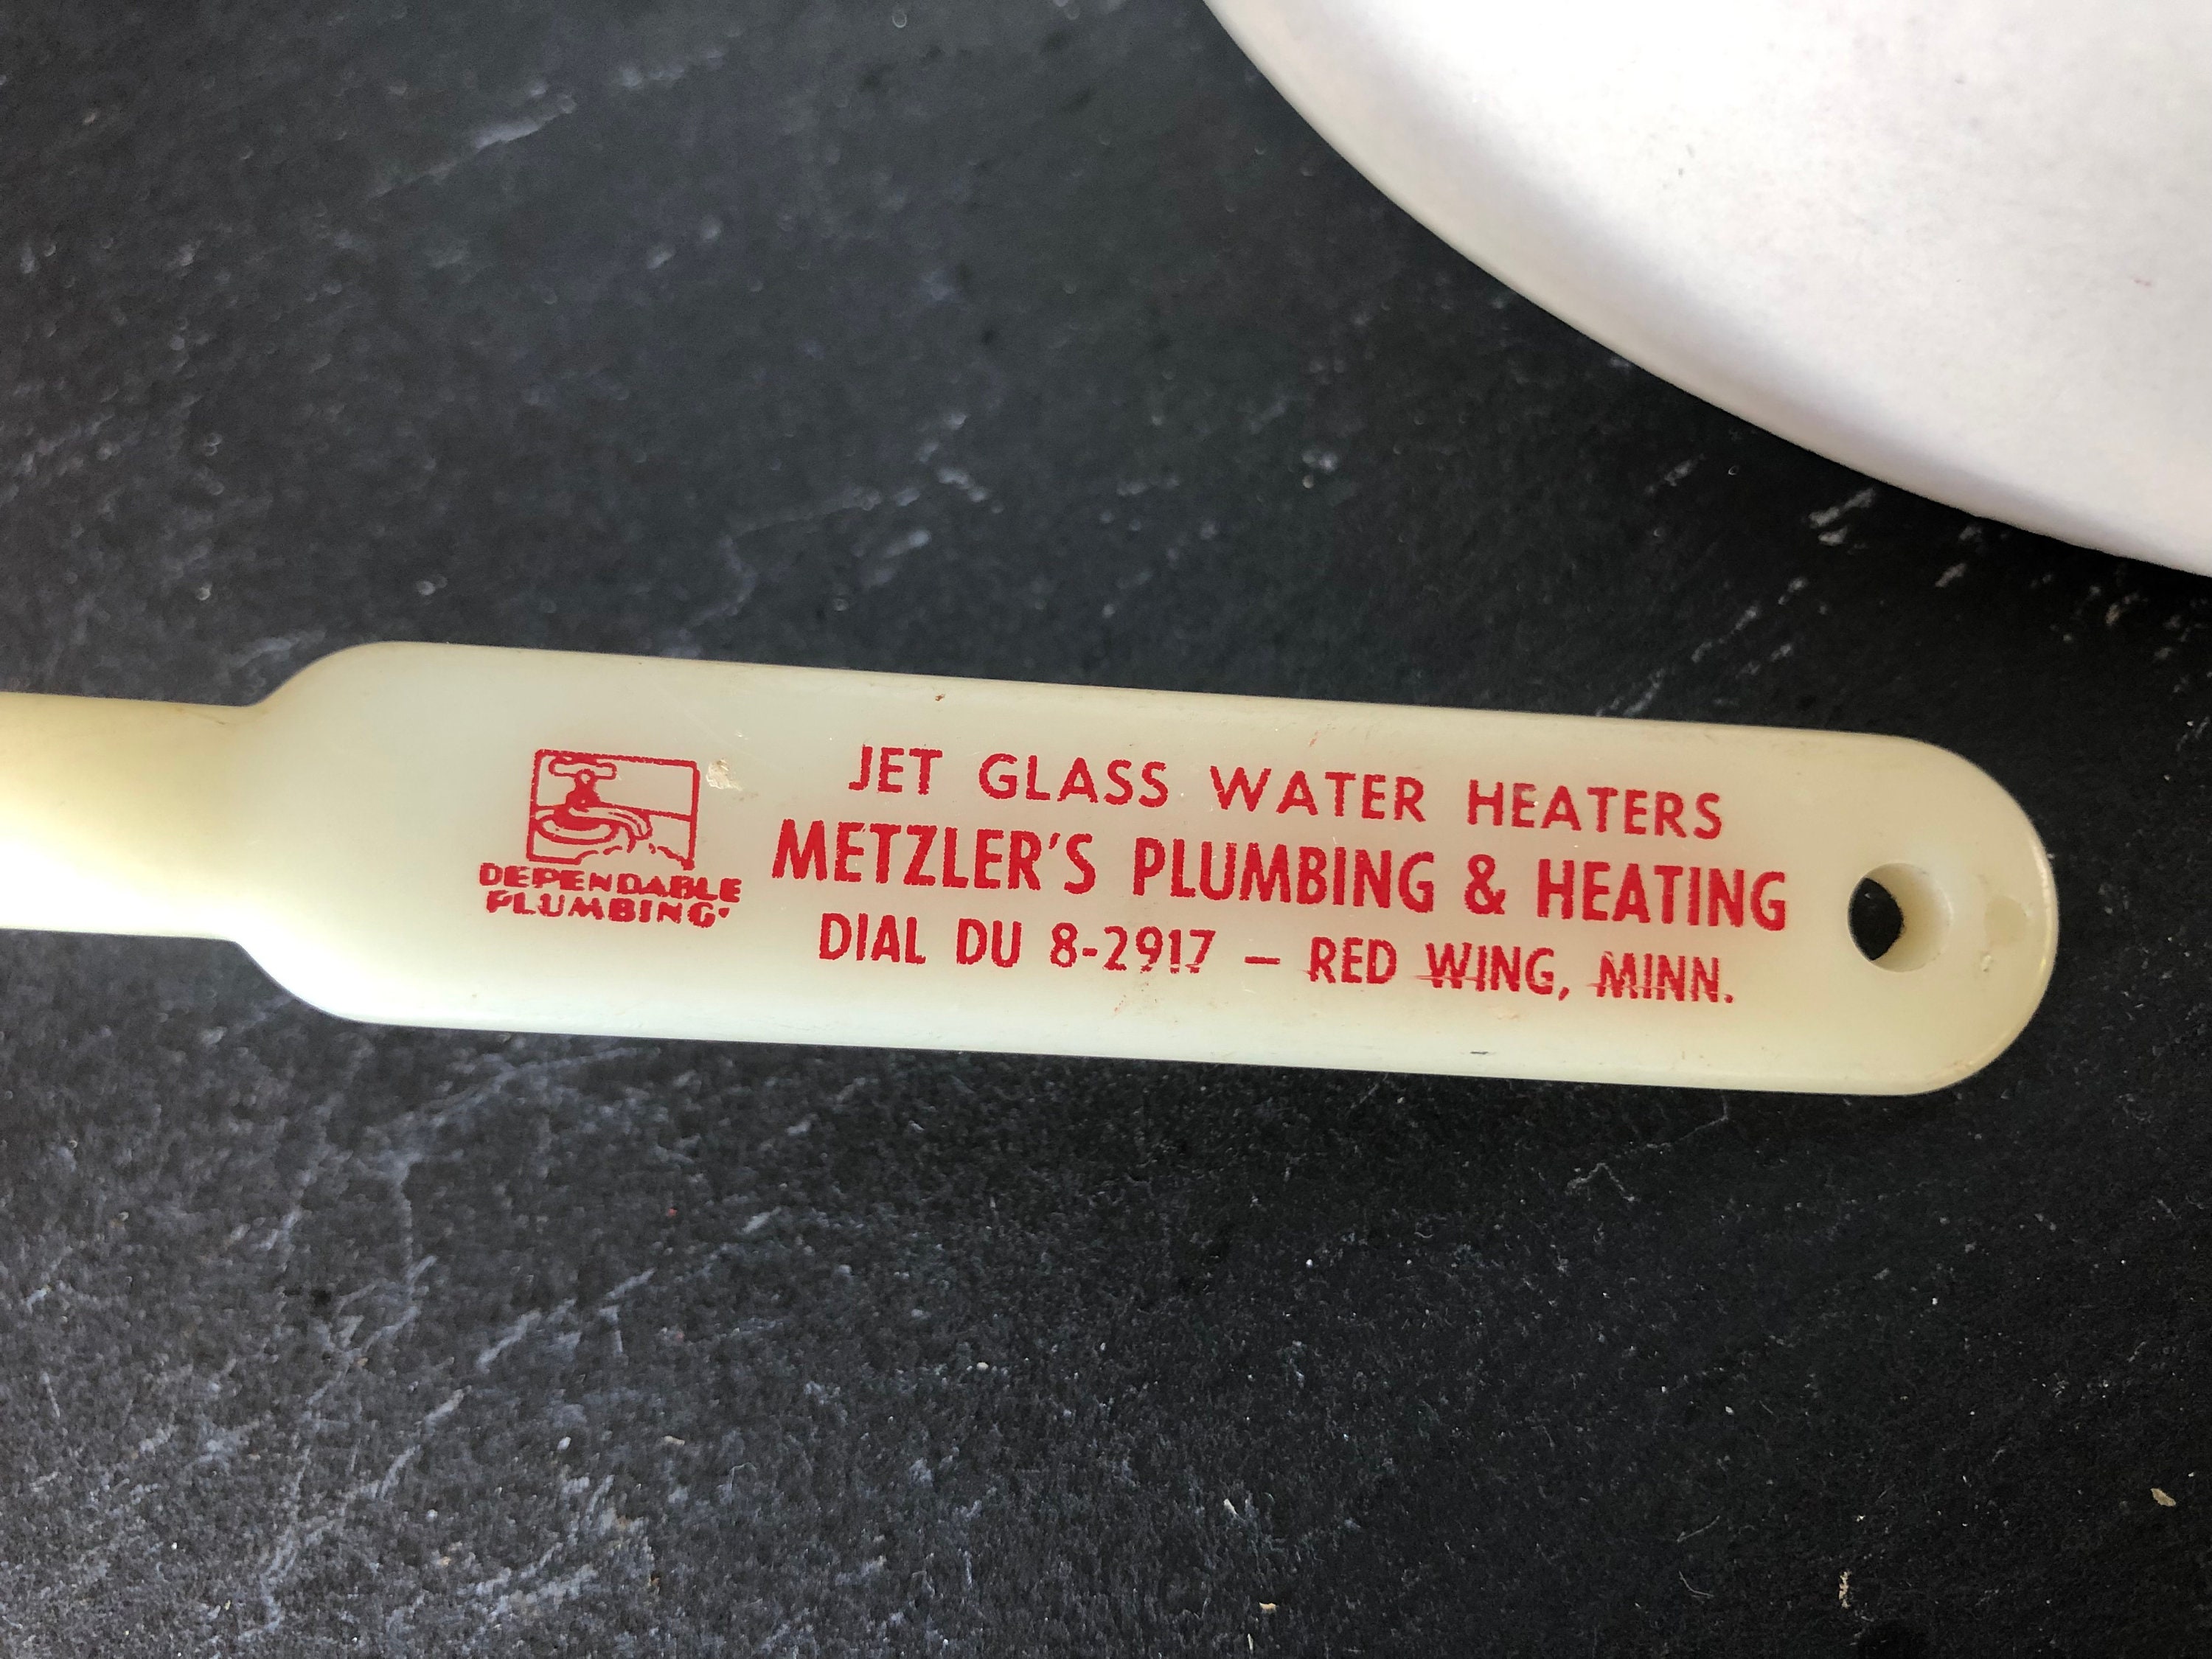 JET GLASS WATER HEATERS
METZLER'S PLUMBING & HEATING
DIAL DU 8-2917 — RED WING, MINN.
DEPENDABLE
PLUMBING